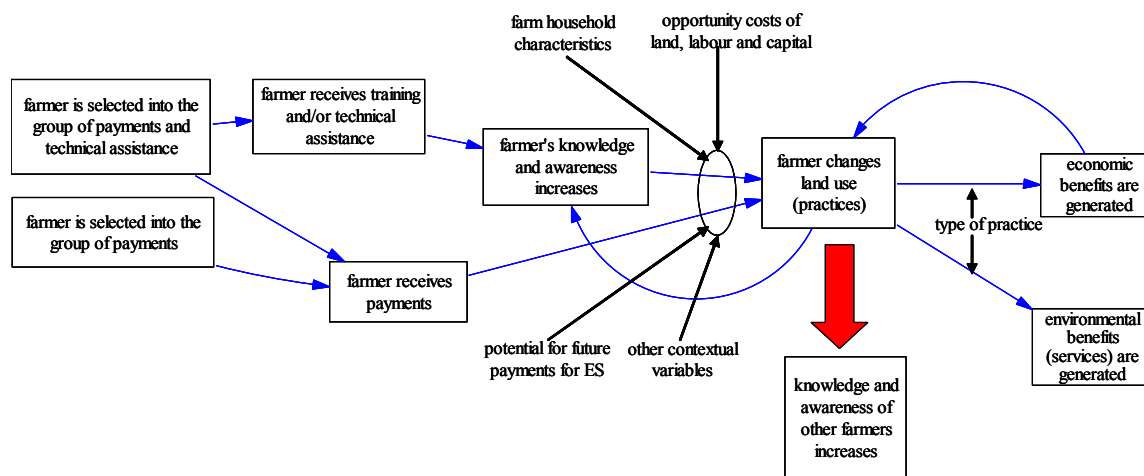 farm household
characteristics
opportunity costs of
land, labour and capital
farmer is selected into the
group of payments and
technical assistance
farmer receives training
and/or technical
assistance
farmer's knowledge
and awareness
increases
farmer changes
land use
(practices)
economic
benefits are
generated
type of practice
farmer is selected into the
group of payments
farmer receives
payments
potential for future
payments for ES
other contextual
variables
environmental
benefits
(services) are
generated
knowledge and
awareness of
other farmers
increases